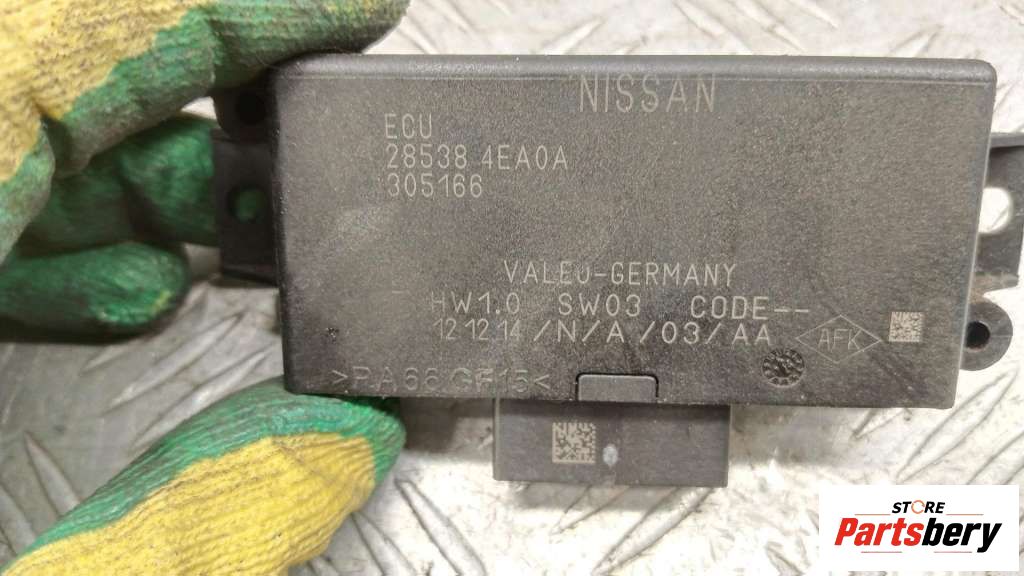 NISSAN
ECU
28538 4EA0A
305166
VALEO-GERMANY
HW1.0 SW03 CODE--
12.12.14/N/A/03/AA
AFK
>PA66 GF15<
STORE
Partsbery